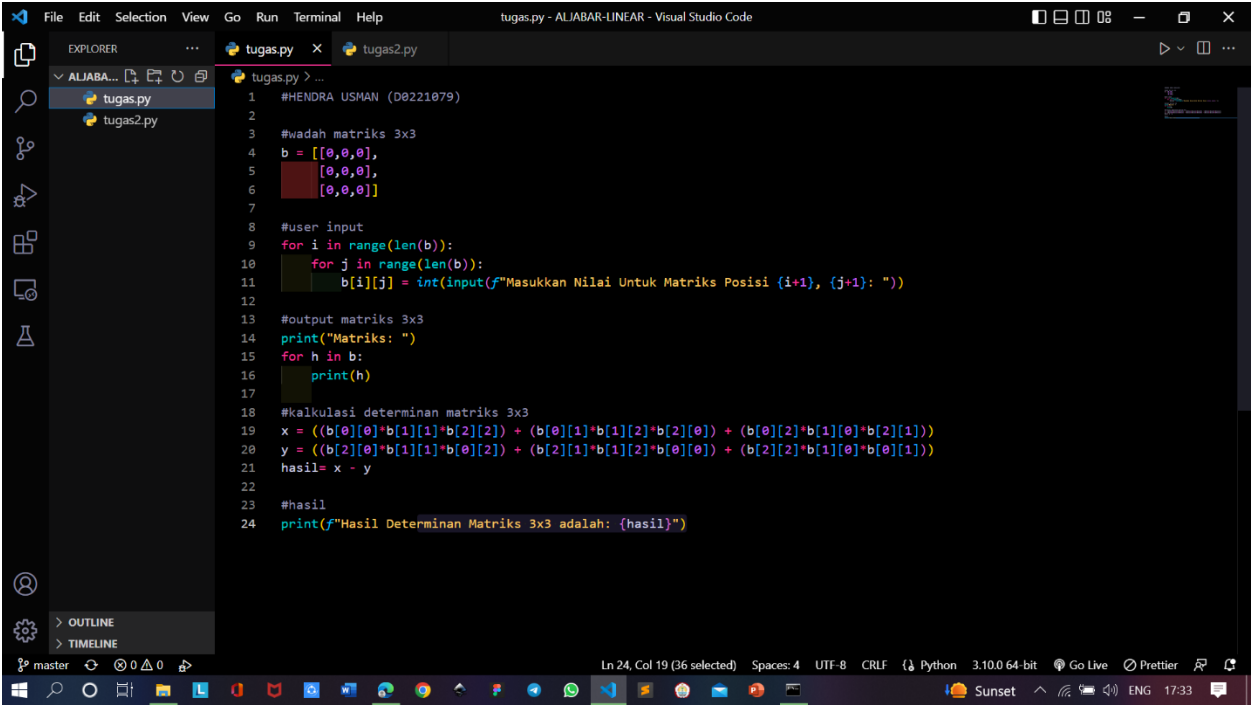 File Edit Selection View Go Run Terminal Help tugas.py - ALJABAR-LINEAR - Visual Studio Code
EXPLORER ... tugas.py × tugas2.py
ALJABA... tugas.py > ...
tugas.py
tugas2.py
1 #HENDRA USMAN (D0221079)
2
3 #wadah matriks 3x3
4 b = [[0,0,0],
5      [0,0,0],
6      [0,0,0]]
7
8 #user input
9 for i in range(len(b)):
10     for j in range(len(b)):
11         b[i][j] = int(input(f"Masukkan Nilai Untuk Matriks Posisi {i+1}, {j+1}: "))
12
13 #output matriks 3x3
14 print("Matriks: ")
15 for h in b:
16     print(h)
17
18 #kalkulasi determinan matriks 3x3
19 x = ((b[0][0]*b[1][1]*b[2][2]) + (b[0][1]*b[1][2]*b[2][0]) + (b[0][2]*b[1][0]*b[2][1]))
20 y = ((b[2][0]*b[1][1]*b[0][2]) + (b[2][1]*b[1][2]*b[0][0]) + (b[2][2]*b[1][0]*b[0][1]))
21 hasil= x - y
22
23 #hasil
24 print(f"Hasil Determinan Matriks 3x3 adalah: {hasil}")
OUTLINE
TIMELINE
master 0 0 Ln 24, Col 19 (36 selected) Spaces: 4 UTF-8 CRLF Python 3.10.0 64-bit Go Live Prettier
Sunset ENG 17:33